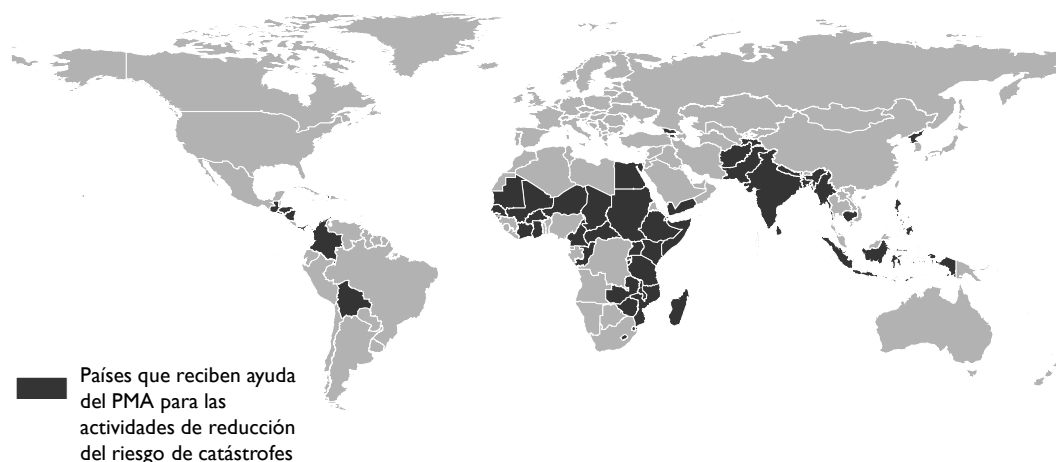 Países que reciben ayuda
del PMA para las
actividades de reducción
del riesgo de catástrofes